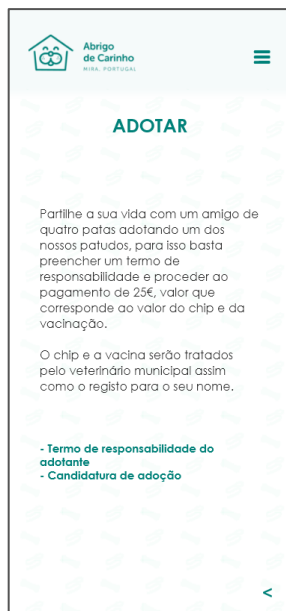 Abrigo
de Carinho
MIRA, PORTUGAL
ADOTAR
Partilhe a sua vida com um amigo de
quatro patas adotando um dos
nossos patudos, para isso basta
preencher um termo de
responsabilidade e proceder ao
pagamento de 25€, valor que
corresponde ao valor do chip e da
vacinação.
O chip e a vacina serão tratados
pelo veterinário municipal assim
como o registo para o seu nome.
- Termo de responsabilidade do
adotante
- Candidatura de adoção
<